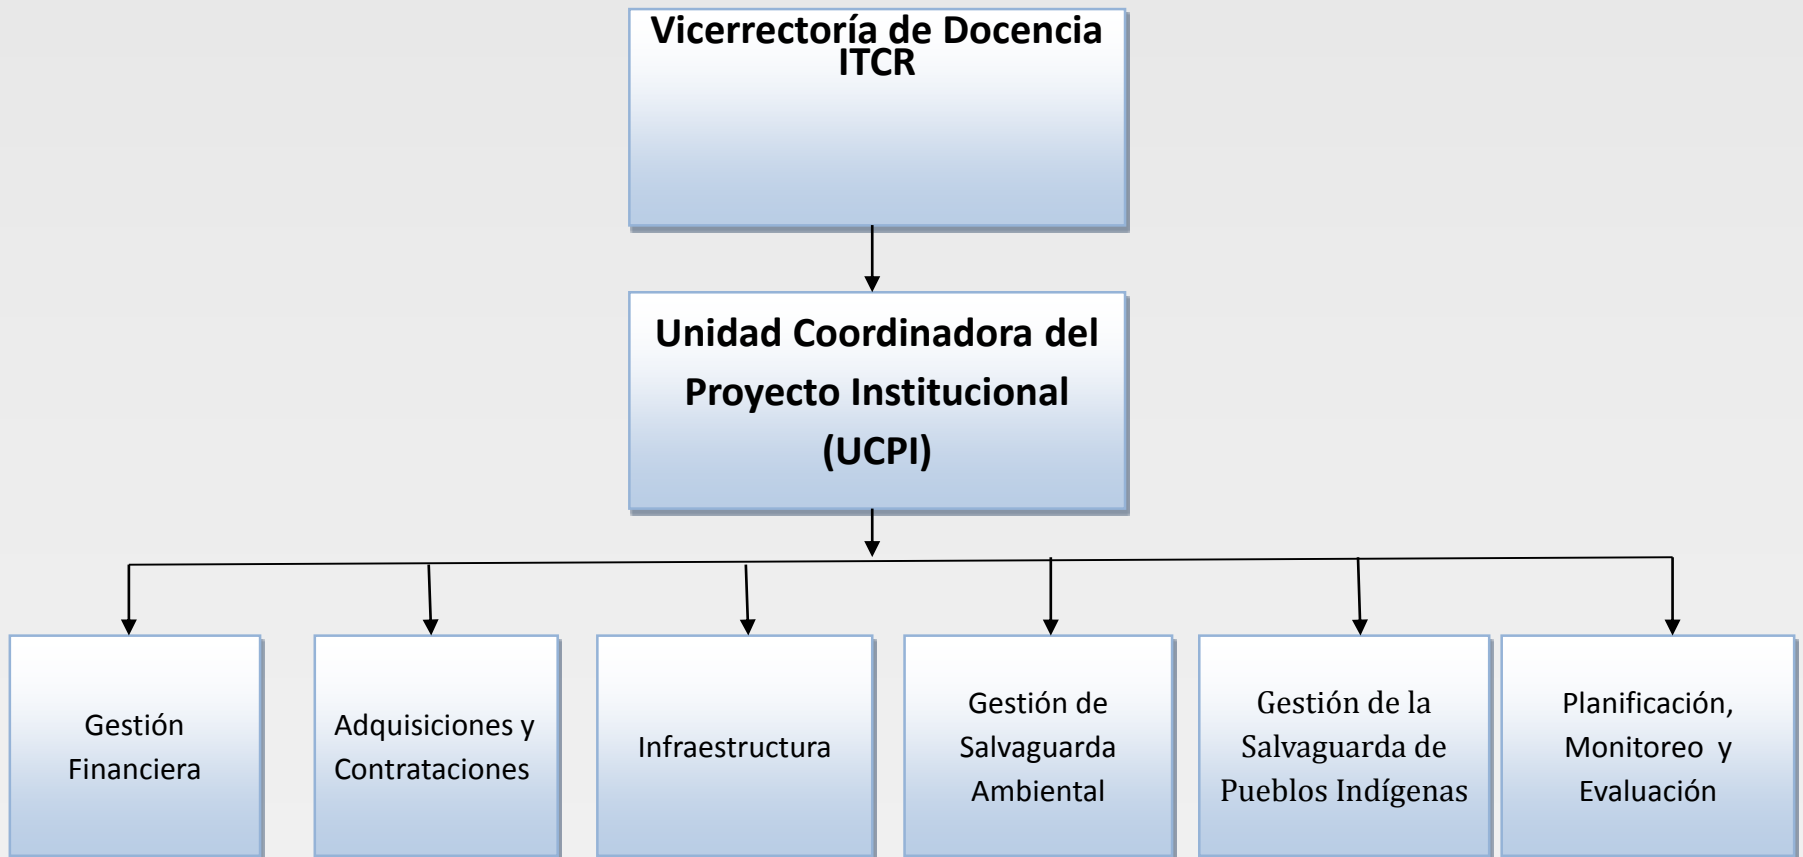 Vicerrectoría de Docencia
ITCR
Unidad Coordinadora del
Proyecto Institucional
(UCPI)
Gestión
Financiera
Adquisiciones y
Contrataciones
Infraestructura
Gestión de
Salvaguarda
Ambiental
Gestión de la
Salvaguarda de
Pueblos Indígenas
Planificación,
Monitoreo y
Evaluación